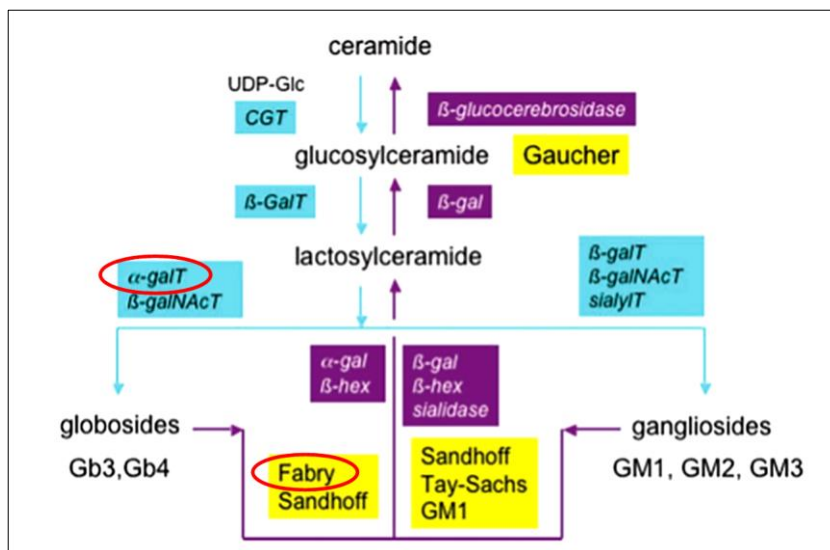 ceramide
UDP-Glc
CGT
ß-glucocerebrosidase
glucosylceramide
Gaucher
ß-GalT
ß-gal
lactosylceramide
α-galT
ß-galNAcT
ß-galT
ß-galNAcT
sialylT
α-gal
ß-hex
ß-gal
ß-hex
sialidase
globosides
Gb3,Gb4
gangliosides
GM1, GM2, GM3
Fabry
Sandhoff
Sandhoff
Tay-Sachs
GM1